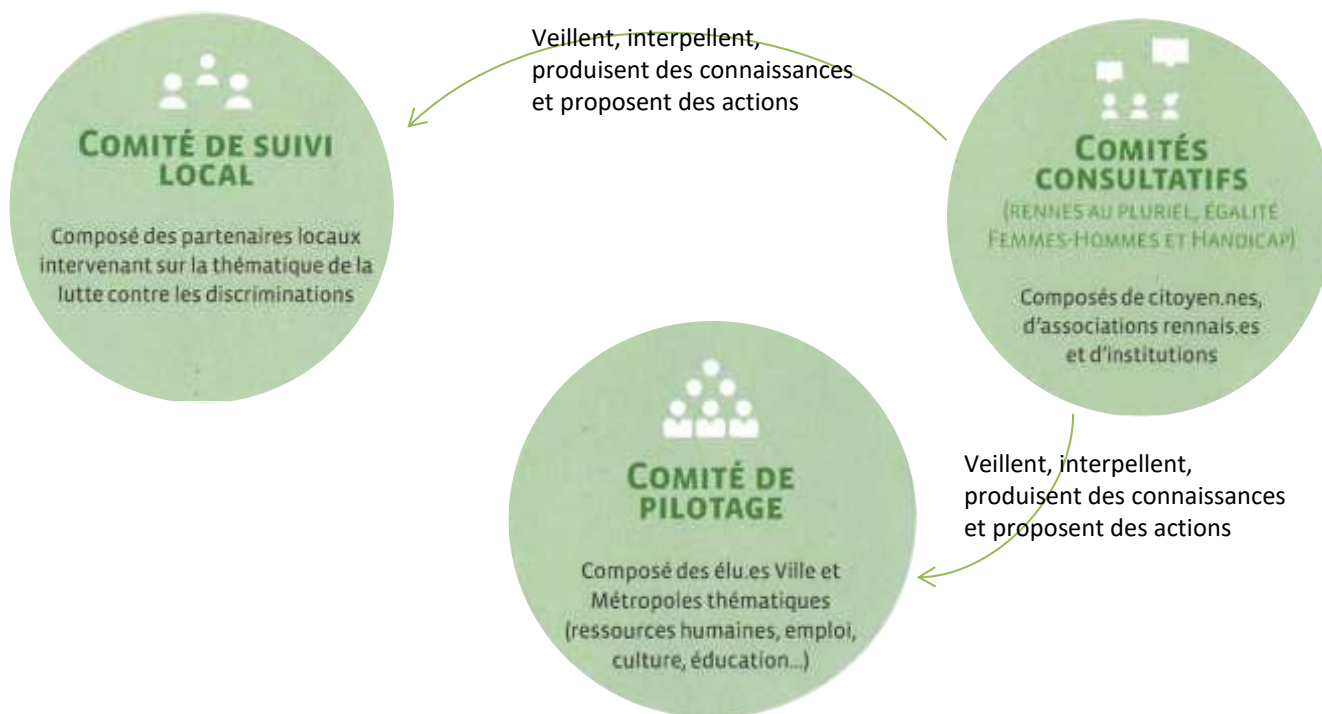 Veillent, interpellent,
produisent des connaissances
et proposent des actions
COMITÉ DE SUIVI
LOCAL
Composé des partenaires locaux
intervenant sur la thématique de la
lutte contre les discriminations
COMITÉS
CONSULTATIFS
(RENNES AU PLURIEL, ÉGALITÉ
FEMMES-HOMMES ET HANDICAP)
Composés de citoyen.nes,
d'associations rennais.es
et d'institutions
COMITÉ DE
PILOTAGE
Composé des élu.es Ville et
Métropoles thématiques
(ressources humaines, emploi,
culture, éducation...)
Veillent, interpellent,
produisent des connaissances
et proposent des actions